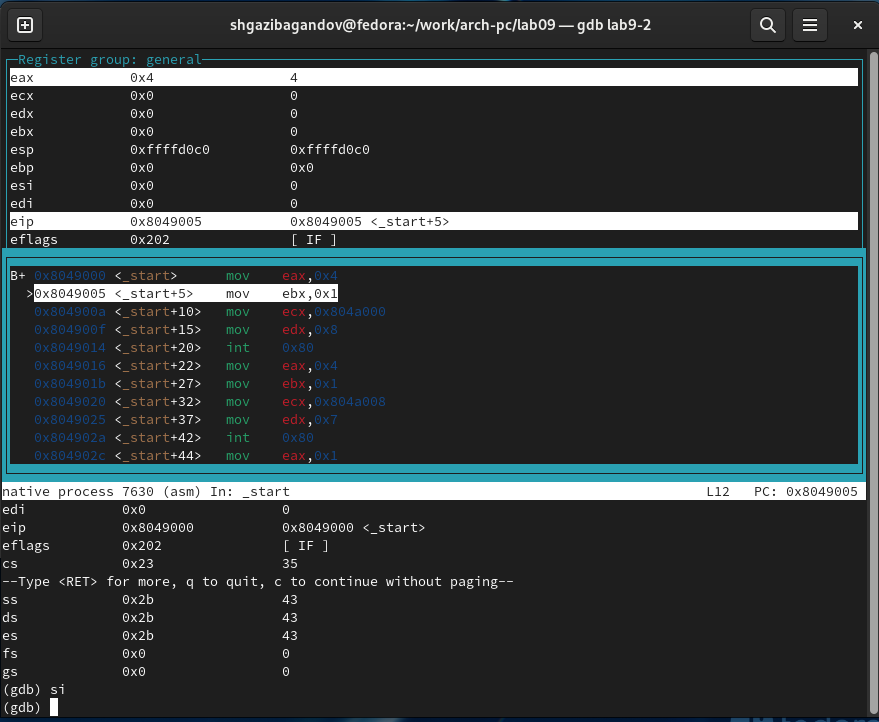 shgazibagandov@fedora:~/work/arch-pc/lab09 — gdb lab9-2
Register group: general
eax 0x4 4
ecx 0x0 0
edx 0x0 0
ebx 0x0 0
esp 0xffffd0c0 0xffffd0c0
ebp 0x0 0x0
esi 0x0 0
edi 0x0 0
eip 0x8049005 0x8049005 <_start+5>
eflags 0x202 [ IF ]
B+ 0x8049000 <_start> mov eax,0x4
>0x8049005 <_start+5> mov ebx,0x1
0x804900a <_start+10> mov ecx,0x804a000
0x804900f <_start+15> mov edx,0x8
0x8049014 <_start+20> int 0x80
0x8049016 <_start+22> mov eax,0x4
0x804901b <_start+27> mov ebx,0x1
0x8049020 <_start+32> mov ecx,0x804a008
0x8049025 <_start+37> mov edx,0x7
0x804902a <_start+42> int 0x80
0x804902c <_start+44> mov eax,0x1
native process 7630 (asm) In: _start L12 PC: 0x8049005
edi 0x0 0
eip 0x8049000 0x8049000 <_start>
eflags 0x202 [ IF ]
cs 0x23 35
--Type <RET> for more, q to quit, c to continue without paging--
ss 0x2b 43
ds 0x2b 43
es 0x2b 43
fs 0x0 0
gs 0x0 0
(gdb) si
(gdb)